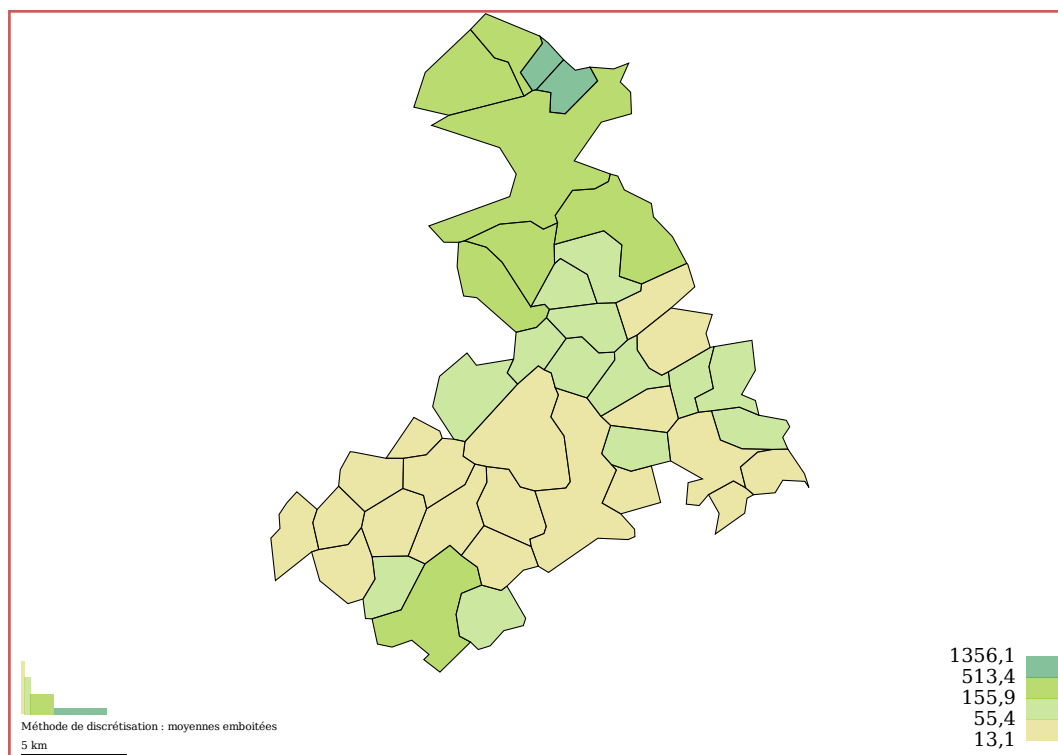 1356,1
513,4
155,9
55,4
13,1
Méthode de discrétisation : moyennes emboitées
5 km